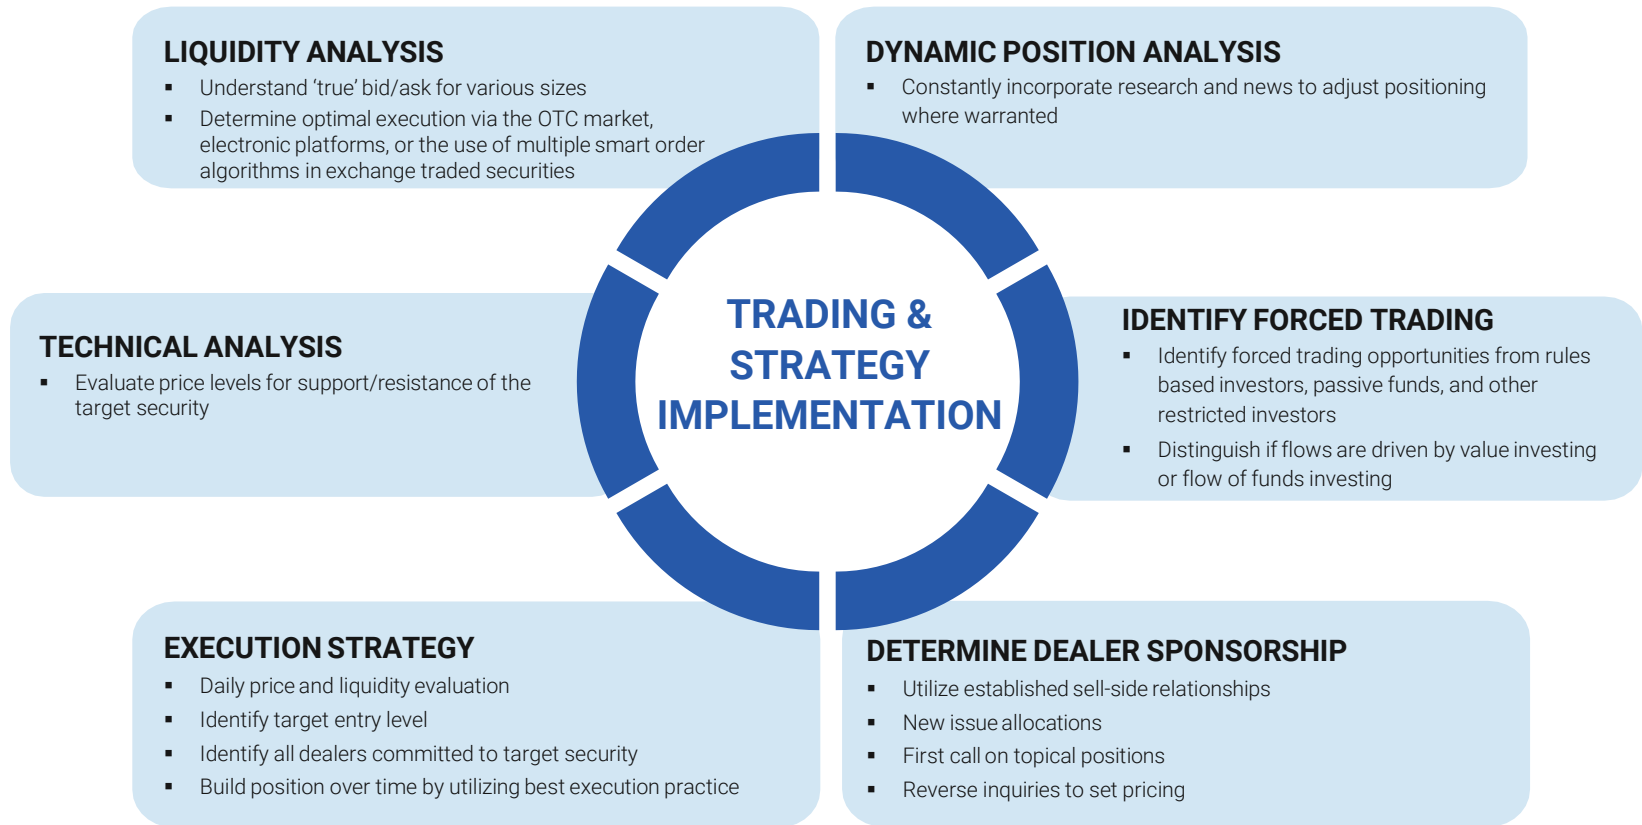 LIQUIDITY ANALYSIS
▪ Understand ‘true’ bid/ask for various sizes
▪ Determine optimal execution via the OTC market,
electronic platforms, or the use of multiple smart order
algorithms in exchange traded securities
DYNAMIC POSITION ANALYSIS
▪ Constantly incorporate research and news to adjust positioning
where warranted
TECHNICAL ANALYSIS
▪ Evaluate price levels for support/resistance of the
target security
TRADING &
STRATEGY
IMPLEMENTATION
IDENTIFY FORCED TRADING
▪ Identify forced trading opportunities from rules
based investors, passive funds, and other
restricted investors
▪ Distinguish if flows are driven by value investing
or flow of funds investing
EXECUTION STRATEGY
▪ Daily price and liquidity evaluation
▪ Identify target entry level
▪ Identify all dealers committed to target security
▪ Build position over time by utilizing best execution practice
DETERMINE DEALER SPONSORSHIP
▪ Utilize established sell-side relationships
▪ New issue allocations
▪ First call on topical positions
▪ Reverse inquiries to set pricing